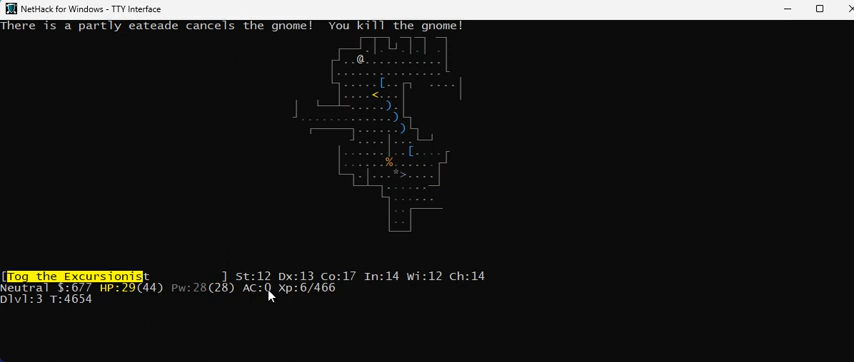 NetHack for Windows - TTY Interface
There is a partly eateade cancels the gnome!  You kill the gnome!
[Tog the Excursionist          ] St:12 Dx:13 Co:17 In:14 Wi:12 Ch:14
Neutral $:677 HP:29(44) Pw:28(28) AC:0 Xp:6/466
Dlvl:3 T:4654